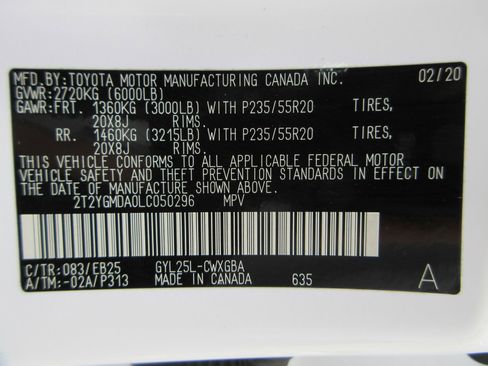 MFD.BY:TOYOTA MOTOR MANUFACTURING CANADA INC. 02/20
GVWR:2720KG(6000LB)
GAWR:FRT. 1360KG(3000LB)WITH P235/55R20 TIRES,
20X8J RIMS.
RR. 1460KG(3215LB)WITH P235/55R20 TIRES,
20X8J RIMS.
THIS VEHICLE CONFORMS TO ALL APPLICABLE FEDERAL MOTOR
VEHICLE SAFETY AND THEFT PREVENTION STANDARDS IN EFFECT ON
THE DATE OF MANUFACTURE SHOWN ABOVE.
2T2YGMDA0LC050296 MPV
C/TR:083/EB25 GYL25L-CWXGBA
A/TM:-02A/P313 MADE IN CANADA 635 A